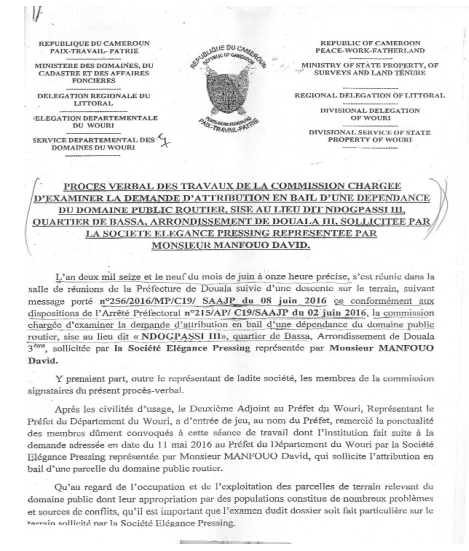 REPUBLIQUE DU CAMEROUN
PAIX-TRAVAIL- PATRIE
MINISTERE DES DOMAINES, DU
CADASTRE ET DES AFFAIRES
FONCIERES
DELEGATION REGIONALE DU
LITTORAL
ELEGATION DEPARTEMENTALE
DU WOURI
SERVICE DEPARTEMENTAL DES
DOMAINES DU WOURI
REPUBLIQUE DU CAMEROUN
REPUBLIC OF CAMEROON
PAIX-TRAVAIL-PATRIE
REPUBLIC OF CAMEROON
PEACE-WORK-FATHERLAND
MINISTRY OF STATE PROPERTY, OF
SURVEYS AND LAND TENURE
REGIONAL DELEGATION OF LITTORAL
DIVISIONAL DELEGATION
OF WOURI
DIVISIONAL SERVICE OF STATE
PROPERTY OF WOURI
PROCES VERBAL DES TRAVAUX DE LA COMMISSION CHARGEE
D'EXAMINER LA DEMANDE D'ATTRIBUTION EN BAIL D'UNE DEPENDANCE
DU DOMAINE PUBLIC ROUTIER, SISE AU LIEU DIT NDOGPASSI III,
QUARTIER DE BASSA, ARRONDISSEMENT DE DOUALA III, SOLLICITEE PAR
LA SOCIETE ELEGANCE PRESSING REPRESENTEE PAR
MONSIEUR MANFOUO DAVID.
L'an deux mil seize et le neuf du mois de juin à onze heure précise, s'est réunie dans la
salle de réunions de la Préfecture de Douala suivie d'une descente sur le terrain, suivant
message porté n°256/2016/MP/C19/ SAAJP du 08 juin 2016 ce conformément aux
dispositions de l'Arrêté Préfectoral n°215/AP/ C19/SAAJP du 02 juin 2016, la commission
chargée d'examiner la demande d'attribution en bail d'une dépendance du domaine public
routier, sise au lieu dit « NDOGPASSI III», quartier de Bassa, Arrondissement de Douala
3ème, sollicitée par la Société Elégance Pressing représentée par Monsieur MANFOUO
David.
Y prenaient part, outre le représentant de ladite société, les membres de la commission
signataires du présent procès-verbal.
Après les civilités d'usage, le Deuxième Adjoint au Préfet du Wouri, Représentant le
Préfet du Département du Wouri, a d'entrée de jeu, au nom du Préfet, remercié la ponctualité
des membres dûment convoqués à cette séance de travail dont l'institution fait suite à la
demande adressée en date du 11 mai 2016 au Préfet du Département du Wouri par la Société
Elégance Pressing représentée par Monsieur MANFOUO David, qui sollicite l'attribution en
bail d'une parcelle du domaine public routier.
Qu'au regard de l'occupation et de l'exploitation des parcelles de terrain relevant du
domaine public dont leur appropriation par des populations constitue de nombreux problèmes
et sources de conflits, qu'il est important que l'examen dudit dossier soit fait particulière sur le
terrain sollicité par la Société Elégance Pressing.